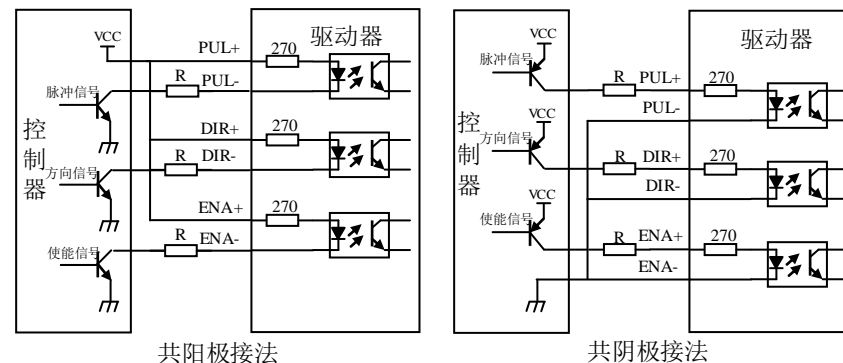 VCC
PUL+
270
驱动器
脉冲信号
R
PUL-
控制器
DIR+
270
方向信号
R
DIR-
ENA+
270
使能信号
R
ENA-
共阳极接法
VCC
驱动器
脉冲信号
R
PUL+
270
PUL-
VCC
控制器
方向信号
R
DIR+
270
DIR-
VCC
使能信号
R
ENA+
270
ENA-
共阴极接法